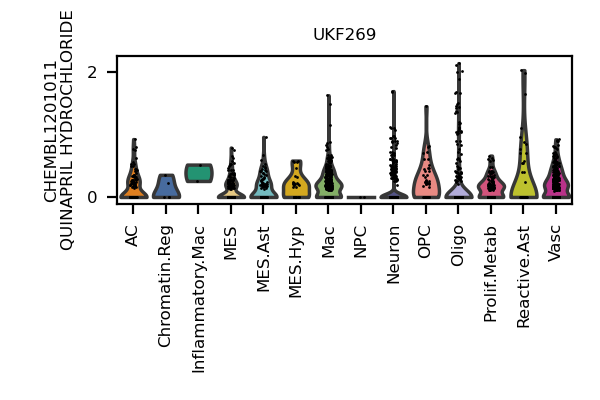 UKF269
CHEMBL1201011
QUINAPRIL HYDROCHLORIDE
2
0
AC
Chromatin.Reg
Inflammatory.Mac
MES
MES.Ast
MES.Hyp
Mac
NPC
Neuron
OPC
Oligo
Prolif.Metab
Reactive.Ast
Vasc